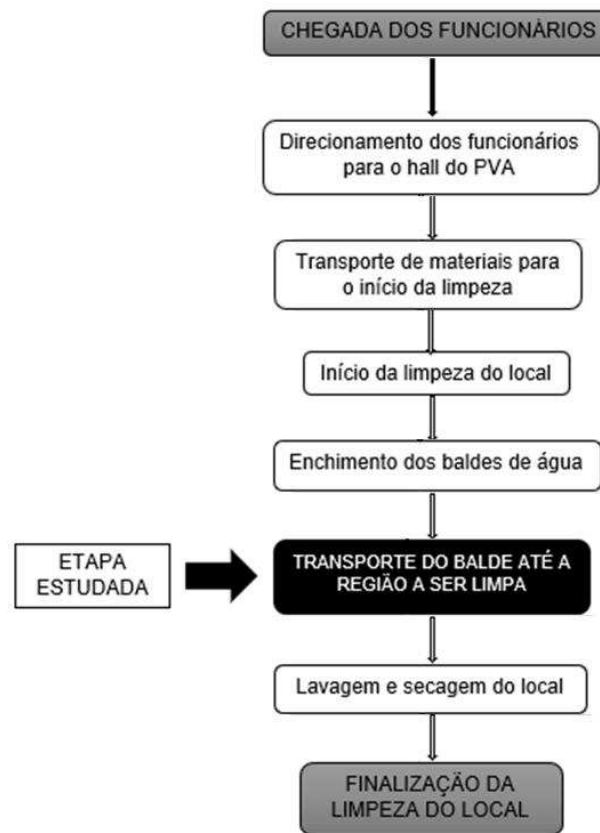 CHEGADA DOS FUNCIONÁRIOS
Direcionamento dos funcionários
para o hall do PVA
Transporte de materiais para
o início da limpeza
Início da limpeza do local
Enchimento dos baldes de água
ETAPA
ESTUDADA
TRANSPORTE DO BALDE ATÉ A
REGIÃO A SER LIMPA
Lavagem e secagem do local
FINALIZAÇÃO DA
LIMPEZA DO LOCAL